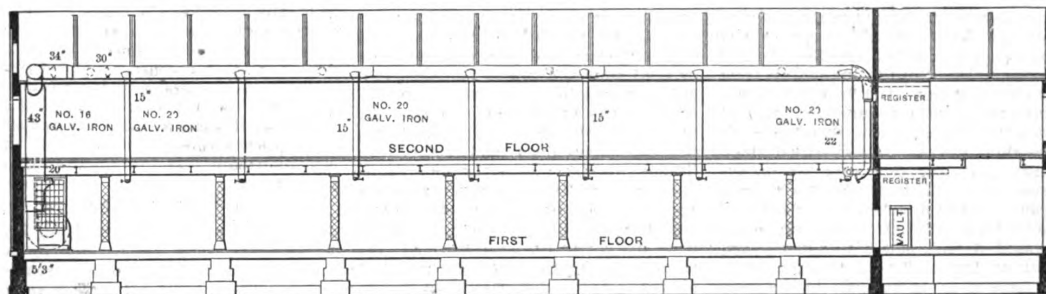 34"
30"
43"
NO. 16
GALV. IRON
15"
NO. 20
GALV. IRON
15"
NO. 20
GALV. IRON
15"
NO. 20
GALV. IRON
22"
REGISTER
SECOND FLOOR
20"
REGISTER
VAULT
FIRST FLOOR
5'3"